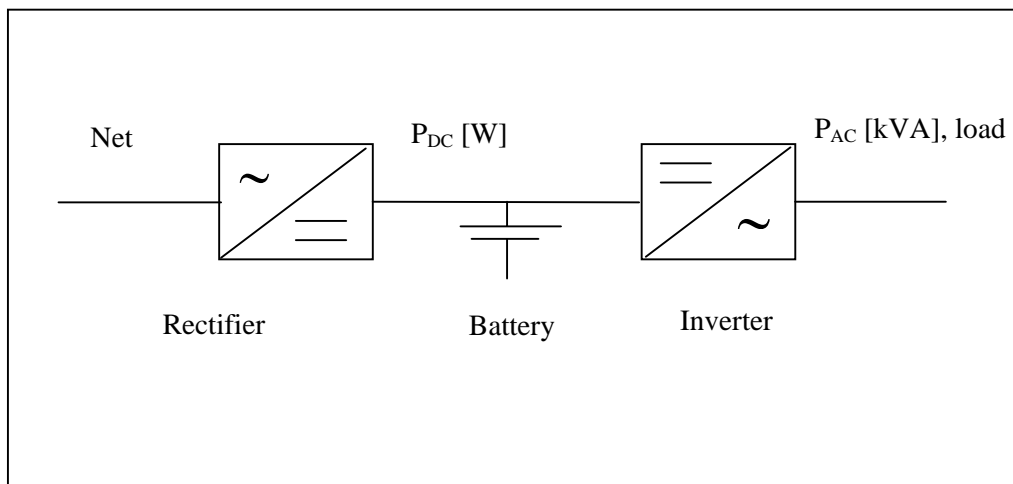 Net
P_DC [W]
P_AC [kVA], load
~
~
Rectifier
Battery
Inverter